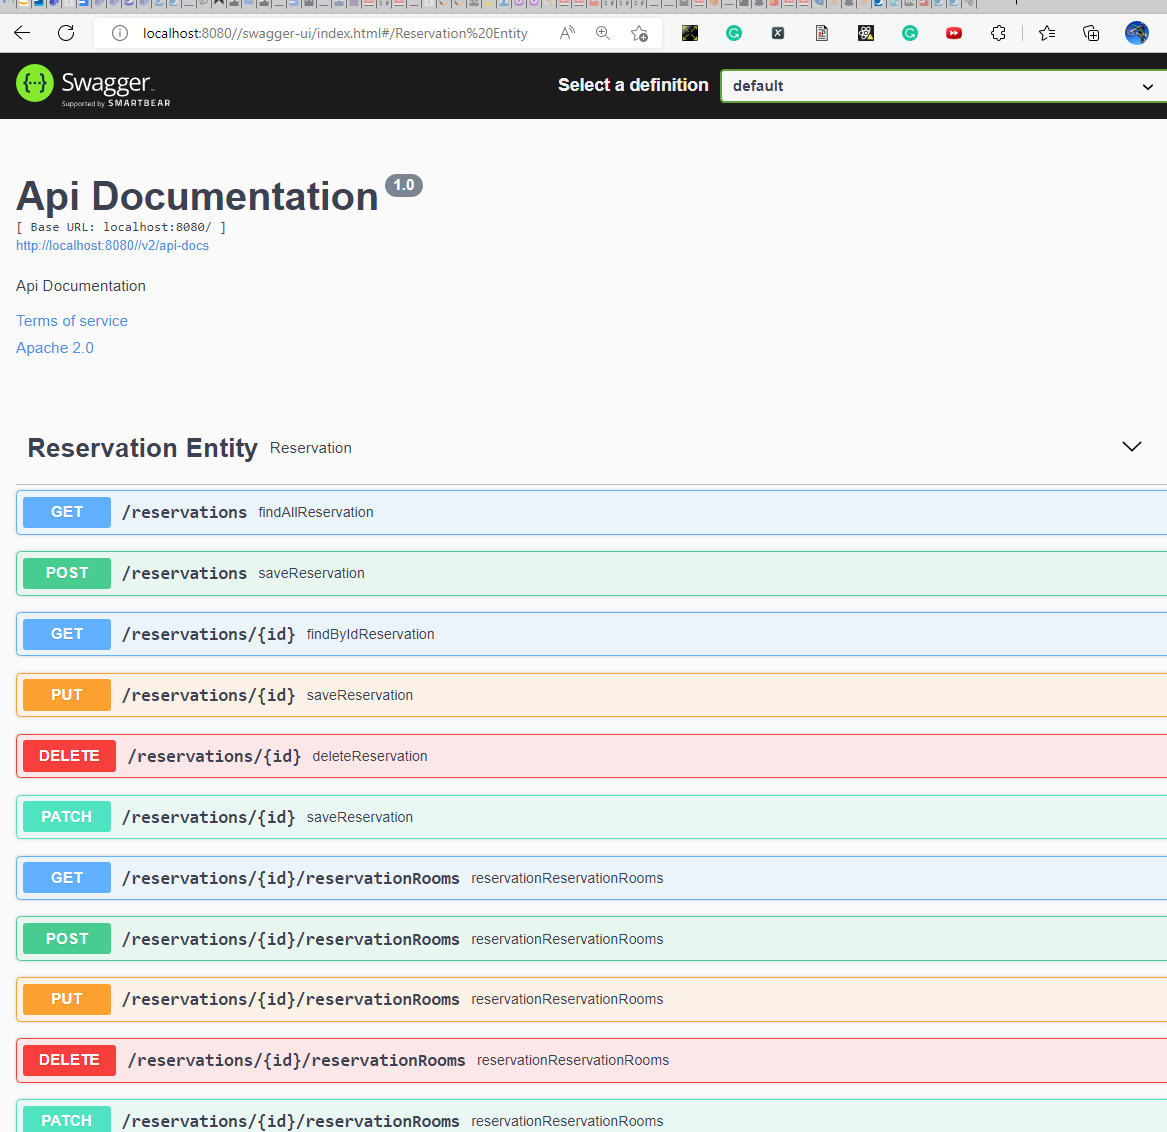 localhost:8080//swagger-ui/index.html#/Reservation%20Entity
Swagger
Supported by SMARTBEAR
Select a definition
default
Api Documentation 1.0
[ Base URL: localhost:8080/ ]
http://localhost:8080//v2/api-docs
Api Documentation
Terms of service
Apache 2.0
Reservation Entity Reservation
GET /reservations findAllReservation
POST /reservations saveReservation
GET /reservations/{id} findByIdReservation
PUT /reservations/{id} saveReservation
DELETE /reservations/{id} deleteReservation
PATCH /reservations/{id} saveReservation
GET /reservations/{id}/reservationRooms reservationReservationRooms
POST /reservations/{id}/reservationRooms reservationReservationRooms
PUT /reservations/{id}/reservationRooms reservationReservationRooms
DELETE /reservations/{id}/reservationRooms reservationReservationRooms
PATCH /reservations/{id}/reservationRooms reservationReservationRooms